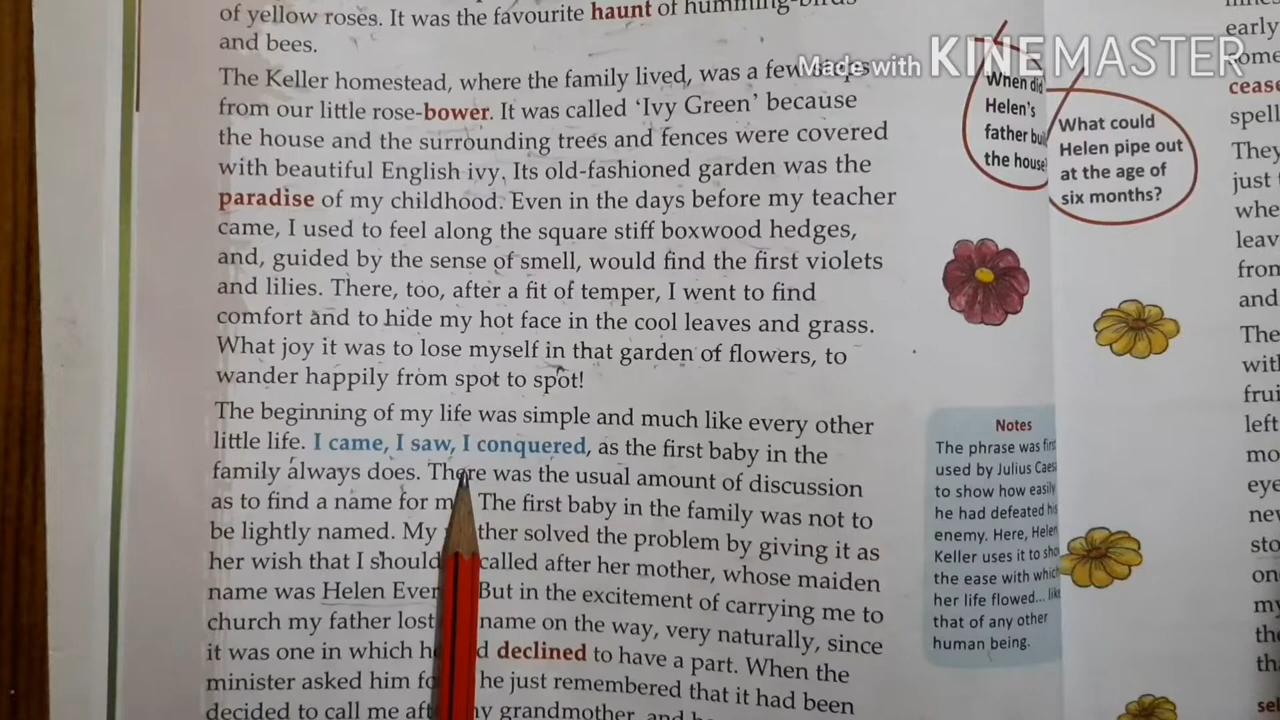 of yellow roses. It was the favourite haunt of humming-birds
and bees.
The Keller homestead, where the family lived, was a few steps
from our little rose-bower. It was called ‘Ivy Green’ because
the house and the surrounding trees and fences were covered
with beautiful English ivy. Its old-fashioned garden was the
paradise of my childhood. Even in the days before my teacher
came, I used to feel along the square stiff boxwood hedges,
and, guided by the sense of smell, would find the first violets
and lilies. There, too, after a fit of temper, I went to find
comfort and to hide my hot face in the cool leaves and grass.
What joy it was to lose myself in that garden of flowers, to
wander happily from spot to spot!
The beginning of my life was simple and much like every other
little life. I came, I saw, I conquered, as the first baby in the
family always does. There was the usual amount of discussion
as to find a name for m The first baby in the family was not to
be lightly named. My ther solved the problem by giving it as
her wish that I should called after her mother, whose maiden
name was Helen Ever But in the excitement of carrying me to
church my father lost name on the way, very naturally, since
it was one in which h d declined to have a part. When the
minister asked him fo he just remembered that it had been
decided to call me aft my grandmother, and
Made with KINEMASTER
When did
Helen's
father
the house
What could
Helen pipe out
at the age of
six months?
Notes
The phrase was
used by Julius
to show how easily
he had defeated his
enemy. Here, Helen
Keller uses it to
the ease with which
her life flowed...
that of any other
human being.
early
cease
spell
They
just
leav
from
and
The
with
left